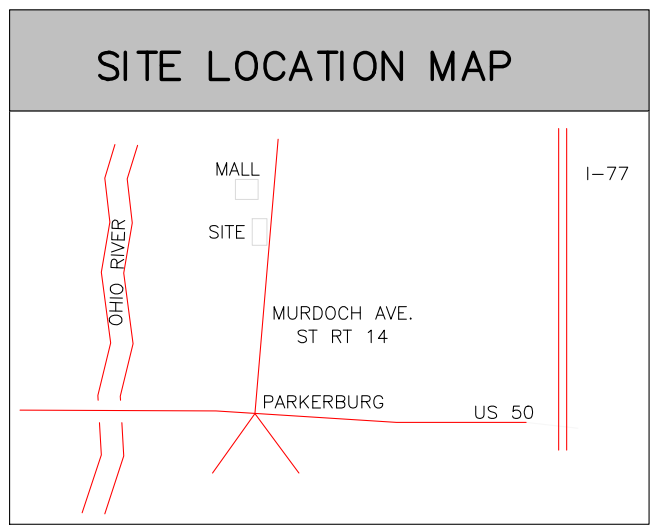 SITE LOCATION MAP
MALL
I-77
SITE
OHIO RIVER
MURDOCH AVE.
ST RT 14
PARKERBURG
US 50